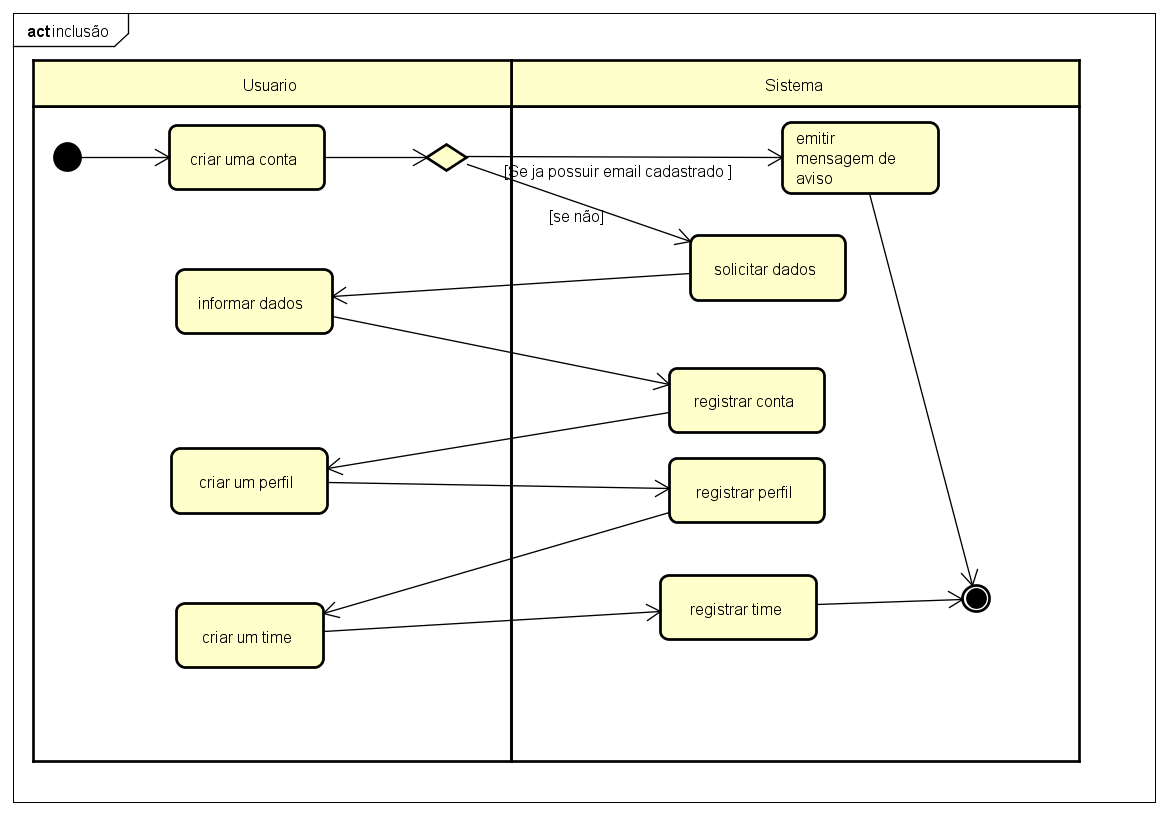 act inclusão
Usuario
Sistema
criar uma conta
emitir
mensagem de
aviso
[Se ja possuir email cadastrado ]
[se não]
solicitar dados
informar dados
registrar conta
criar um perfil
registrar perfil
registrar time
criar um time